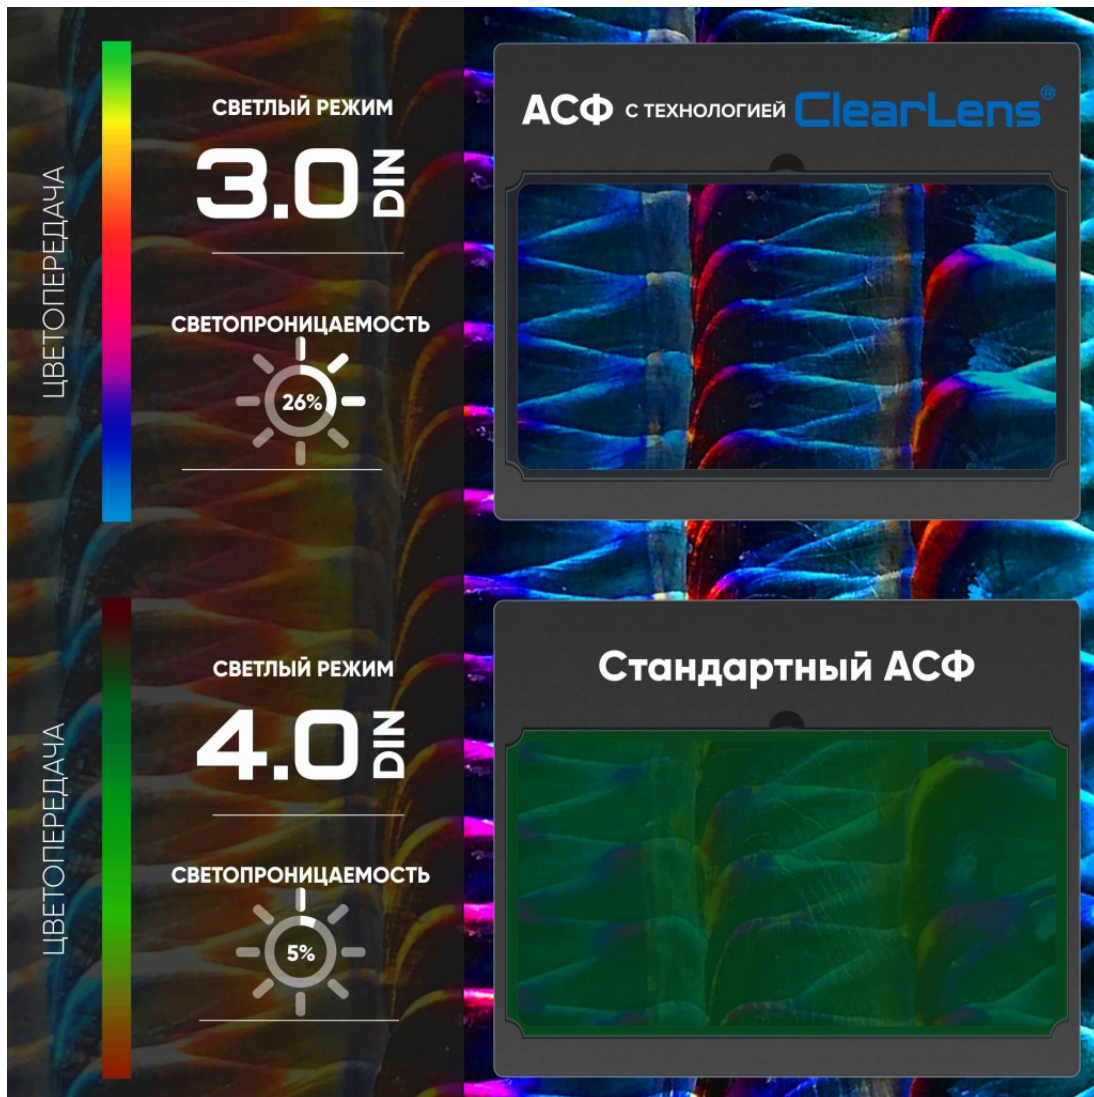 ЦВЕТОПЕРЕДАЧА
СВЕТЛЫЙ РЕЖИМ
3.0 DIN
СВЕТОПРОНИЦАЕМОСТЬ
26%
АСФ С ТЕХНОЛОГИЕЙ ClearLens®
ЦВЕТОПЕРЕДАЧА
СВЕТЛЫЙ РЕЖИМ
4.0 DIN
СВЕТОПРОНИЦАЕМОСТЬ
5%
Стандартный АСФ